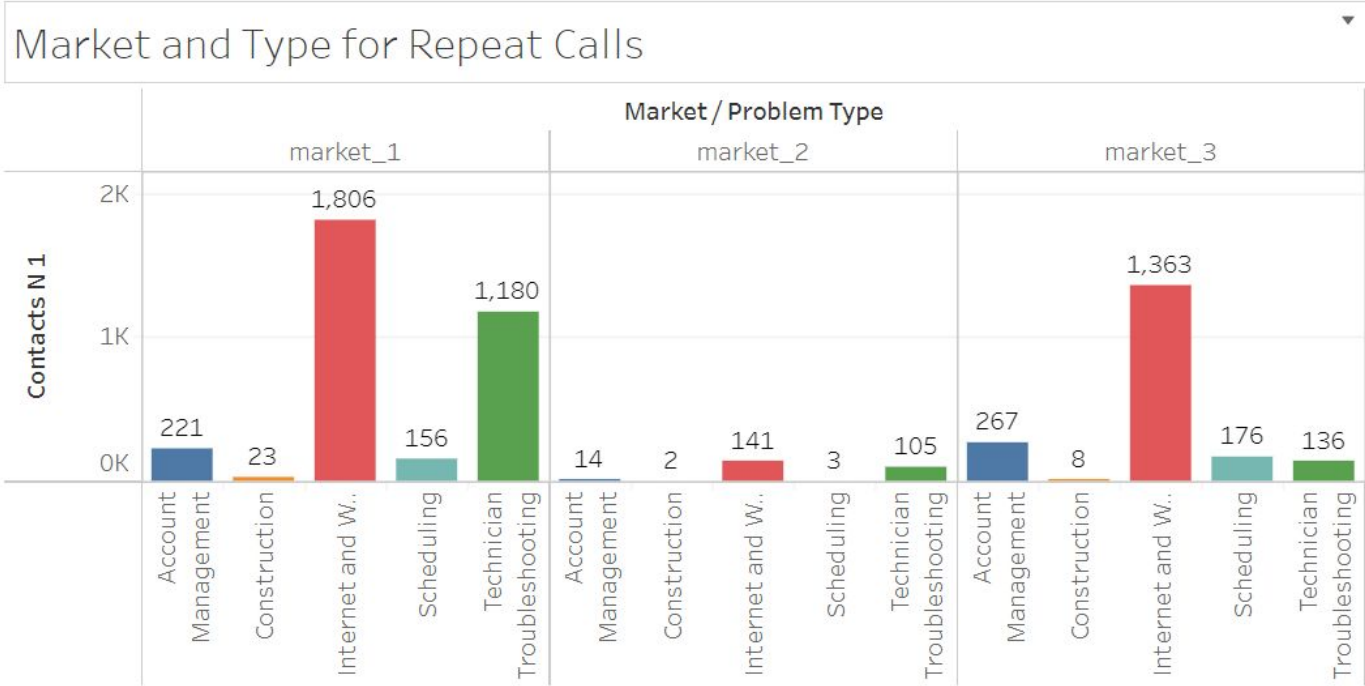 Market and Type for Repeat Calls
Market / Problem Type
market_1
market_2
market_3
Contacts N 1
2K
1K
0K
221
23
1,806
156
1,180
14
2
141
3
105
267
8
1,363
176
136
Account
Management
Construction
Internet and W..
Scheduling
Technician
Troubleshooting
Account
Management
Construction
Internet and W..
Scheduling
Technician
Troubleshooting
Account
Management
Construction
Internet and W..
Scheduling
Technician
Troubleshooting